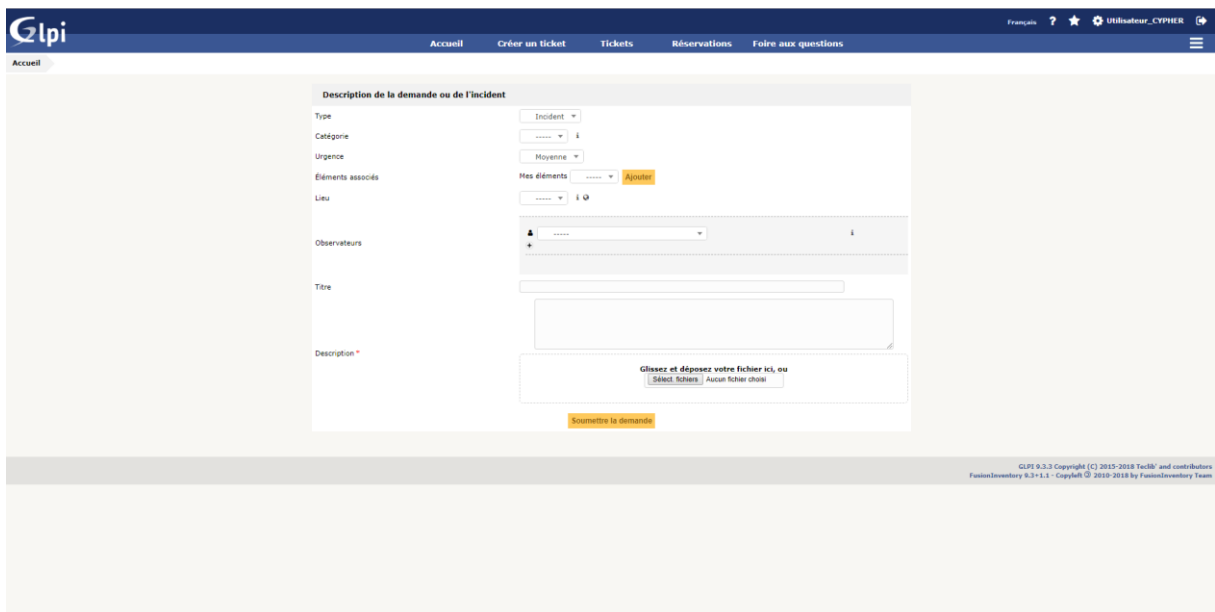 Glpi
Français ? Utilisateur_CYPHER
Accueil Créer un ticket Tickets Réservations Foire aux questions
Accueil
Description de la demande ou de l'incident
Type Incident
Catégorie -----
Urgence Moyenne
Éléments associés Mes éléments ----- Ajouter
Lieu -----
Observateurs -----
Titre
Description *
Glissez et déposez votre fichier ici, ou
Sélect. fichiers Aucun fichier choisi
Soumettre la demande
GLPI 9.3.3 Copyright (C) 2015-2018 Teclib' and contributors
FusionInventory 9.3+1.1 - Copyleft 2010-2018 by FusionInventory Team